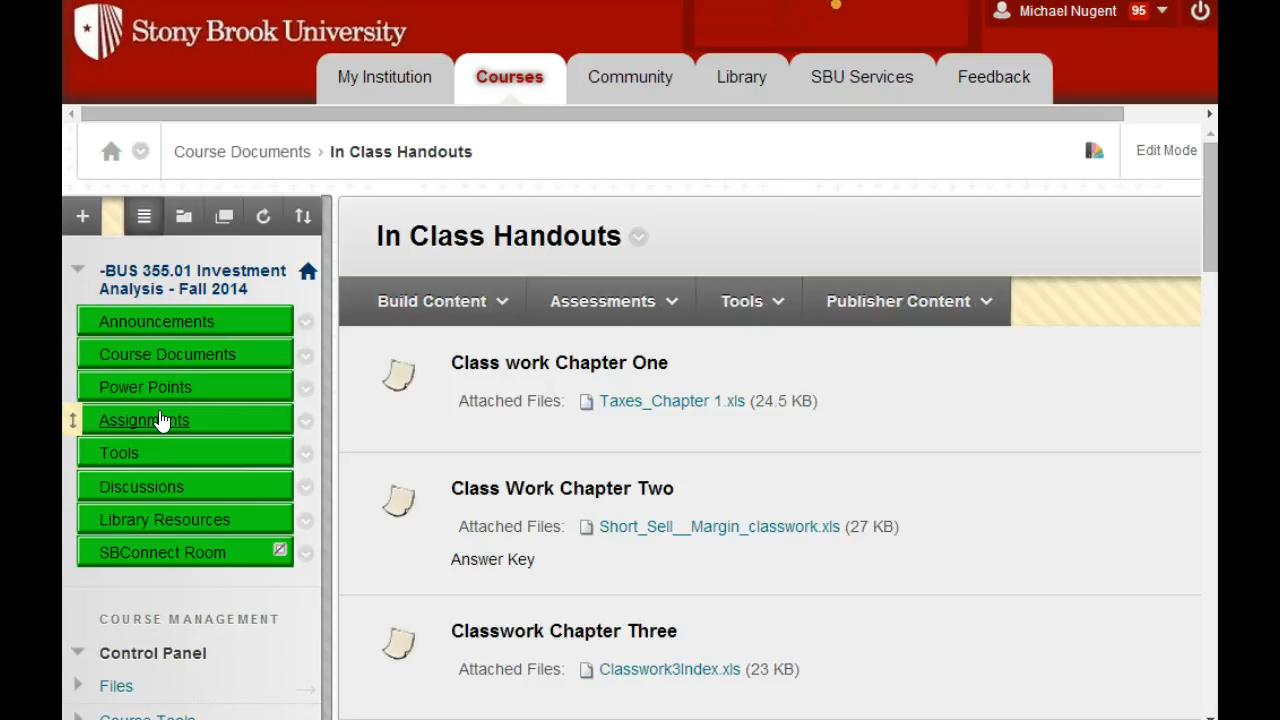 Stony Brook University
Michael Nugent 95
My Institution Courses Community Library SBU Services Feedback
Course Documents › In Class Handouts Edit Mode
In Class Handouts
-BUS 355.01 Investment
Analysis - Fall 2014
Build Content Assessments Tools Publisher Content
Announcements
Course Documents
Power Points
Assignments
Tools
Discussions
Library Resources
SBConnect Room
COURSE MANAGEMENT
Control Panel
Files
Course Tools
Class work Chapter One
Attached Files: Taxes_Chapter 1.xls (24.5 KB)
Class Work Chapter Two
Attached Files: Short_Sell__Margin_classwork.xls (27 KB)
Answer Key
Classwork Chapter Three
Attached Files: Classwork3Index.xls (23 KB)